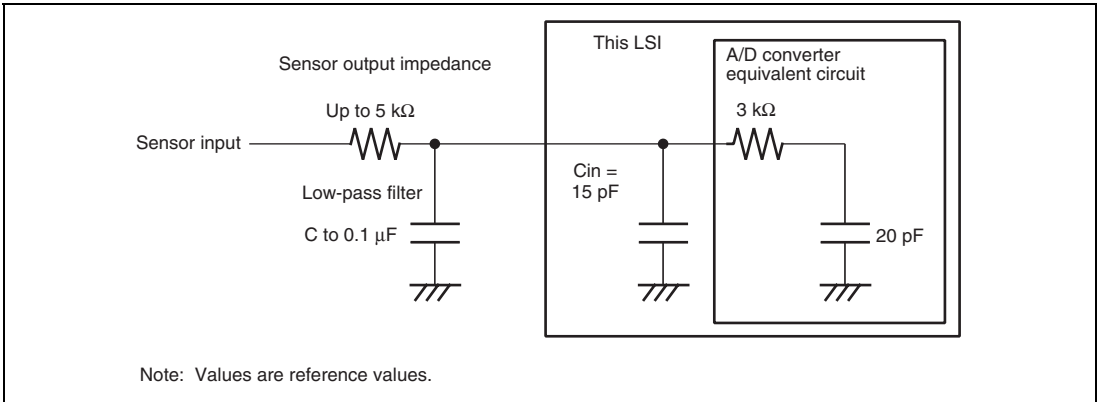 This LSI
A/D converter
equivalent circuit
Sensor output impedance
Up to 5 kΩ
3 kΩ
Sensor input
Cin =
15 pF
Low-pass filter
C to 0.1 μF
20 pF
Note: Values are reference values.